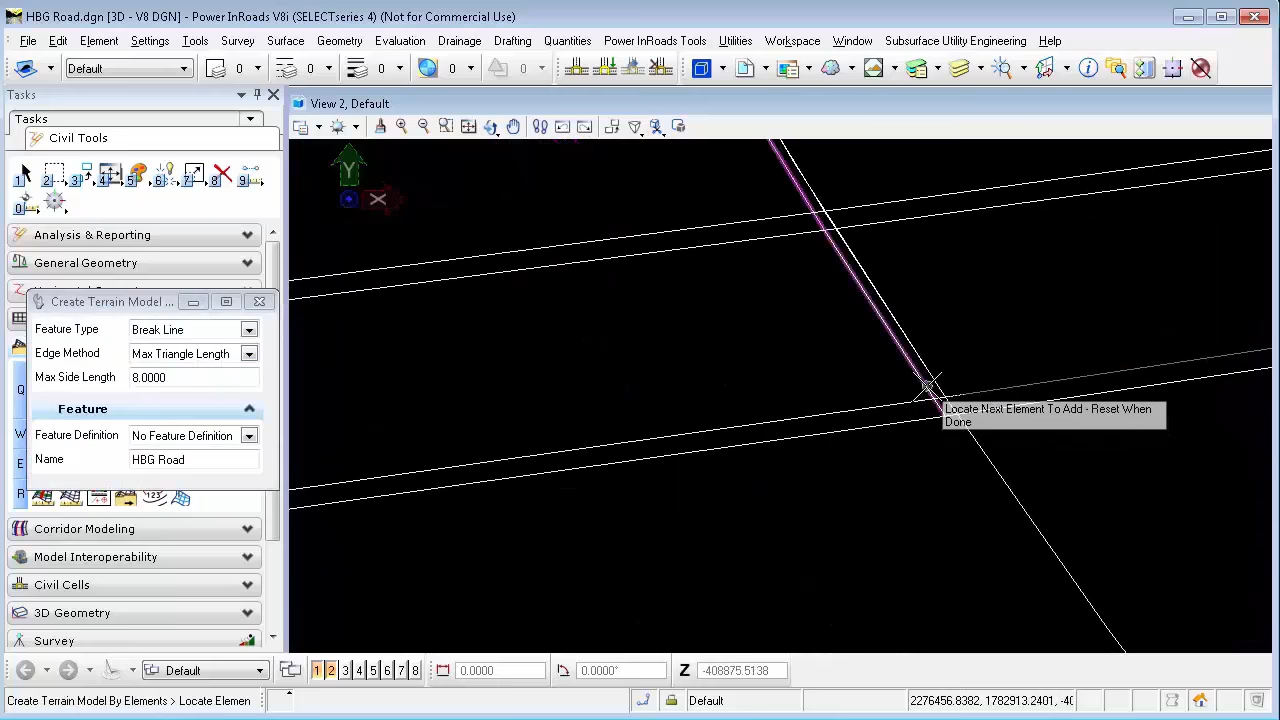 HBG Road.dgn [3D - V8 DGN] - Power InRoads V8i (SELECTseries 4) (Not for Commercial Use)
File Edit Element Settings Tools Survey Surface Geometry Evaluation Drainage Drafting Quantities Power InRoads Tools Utilities Workspace Window Subsurface Utility Engineering Help
Default 0 0 0 0 0
Tasks
View 2, Default
Tasks
Civil Tools
Y
X
Analysis & Reporting
General Geometry
Create Terrain Model ...
Feature Type Break Line
Edge Method Max Triangle Length
Max Side Length 8.0000
Feature
Feature Definition No Feature Definition
Name HBG Road
Q
W
E
R
Locate Next Element To Add - Reset When
Done
Corridor Modeling
Model Interoperability
Civil Cells
3D Geometry
Survey
Default 1 2 3 4 5 6 7 8 0.0000 0.0000° Z -408875.5138
Create Terrain Model By Elements > Locate Elemen Default